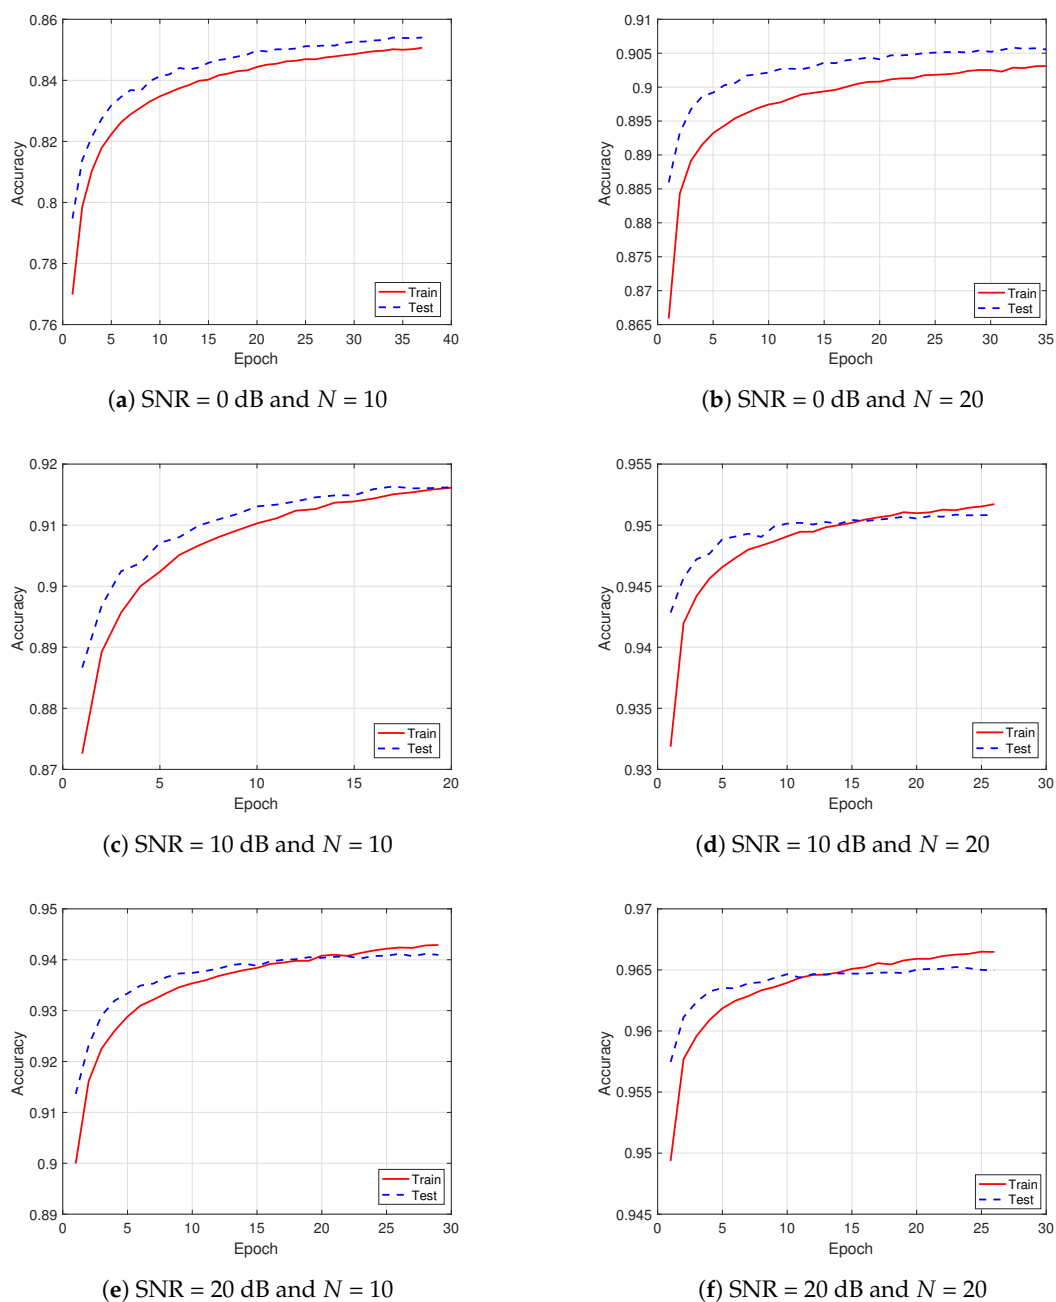 0.86
0.84
0.82
0.8
0.78
0.76
Accuracy
0 5 10 15 20 25 30 35 40
Epoch
Train
Test
(a) SNR = 0 dB and N = 10
0.91
0.905
0.9
0.895
0.89
0.885
0.88
0.875
0.87
0.865
Accuracy
0 5 10 15 20 25 30 35
Epoch
Train
Test
(b) SNR = 0 dB and N = 20
0.92
0.91
0.9
0.89
0.88
0.87
Accuracy
0 5 10 15 20
Epoch
Train
Test
(c) SNR = 10 dB and N = 10
0.955
0.95
0.945
0.94
0.935
0.93
Accuracy
0 5 10 15 20 25 30
Epoch
Train
Test
(d) SNR = 10 dB and N = 20
0.95
0.94
0.93
0.92
0.91
0.9
0.89
Accuracy
0 5 10 15 20 25 30
Epoch
Train
Test
(e) SNR = 20 dB and N = 10
0.97
0.965
0.96
0.955
0.95
0.945
Accuracy
0 5 10 15 20 25 30
Epoch
Train
Test
(f) SNR = 20 dB and N = 20